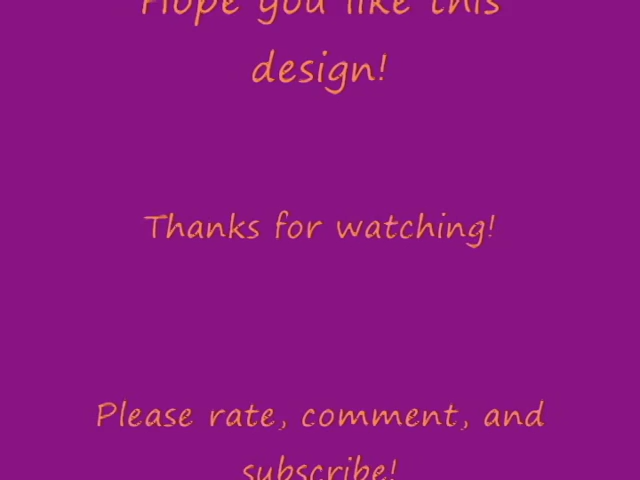 Hope you like this
design!
Thanks for watching!
Please rate, comment, and
subscribe!